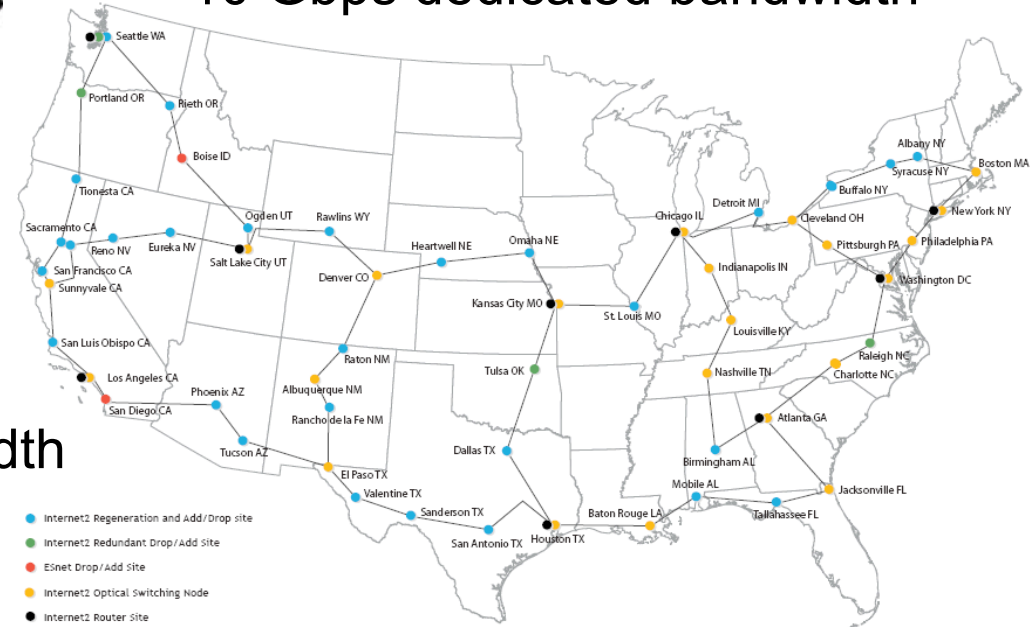 10 Gbps dedicated bandwidth
Seattle WA
Portland OR
Rieth OR
Boise ID
Tionesta CA
Sacramento CA
Reno NV
Eureka NV
Ogden UT
Rawlins WY
Salt Lake City UT
San Francisco CA
Sunnyvale CA
San Luis Obispo CA
Los Angeles CA
San Diego CA
Phoenix AZ
Tucson AZ
Denver CO
Heartwell NE
Omaha NE
Kansas City MO
St. Louis MO
Raton NM
Albuquerque NM
Rancho de la Fe NM
El Paso TX
Valentine TX
Sanderson TX
San Antonio TX
Houston TX
Dallas TX
Tulsa OK
Chicago IL
Detroit MI
Cleveland OH
Buffalo NY
Syracuse NY
Albany NY
Boston MA
New York NY
Philadelphia PA
Pittsburgh PA
Washington DC
Indianapolis IN
Louisville KY
Nashville TN
Raleigh NC
Charlotte NC
Atlanta GA
Birmingham AL
Mobile AL
Baton Rouge LA
Tallahassee FL
Jacksonville FL
dth
Internet2 Regeneration and Add/Drop site
Internet2 Redundant Drop/Add Site
ESnet Drop/Add Site
Internet2 Optical Switching Node
Internet2 Router Site